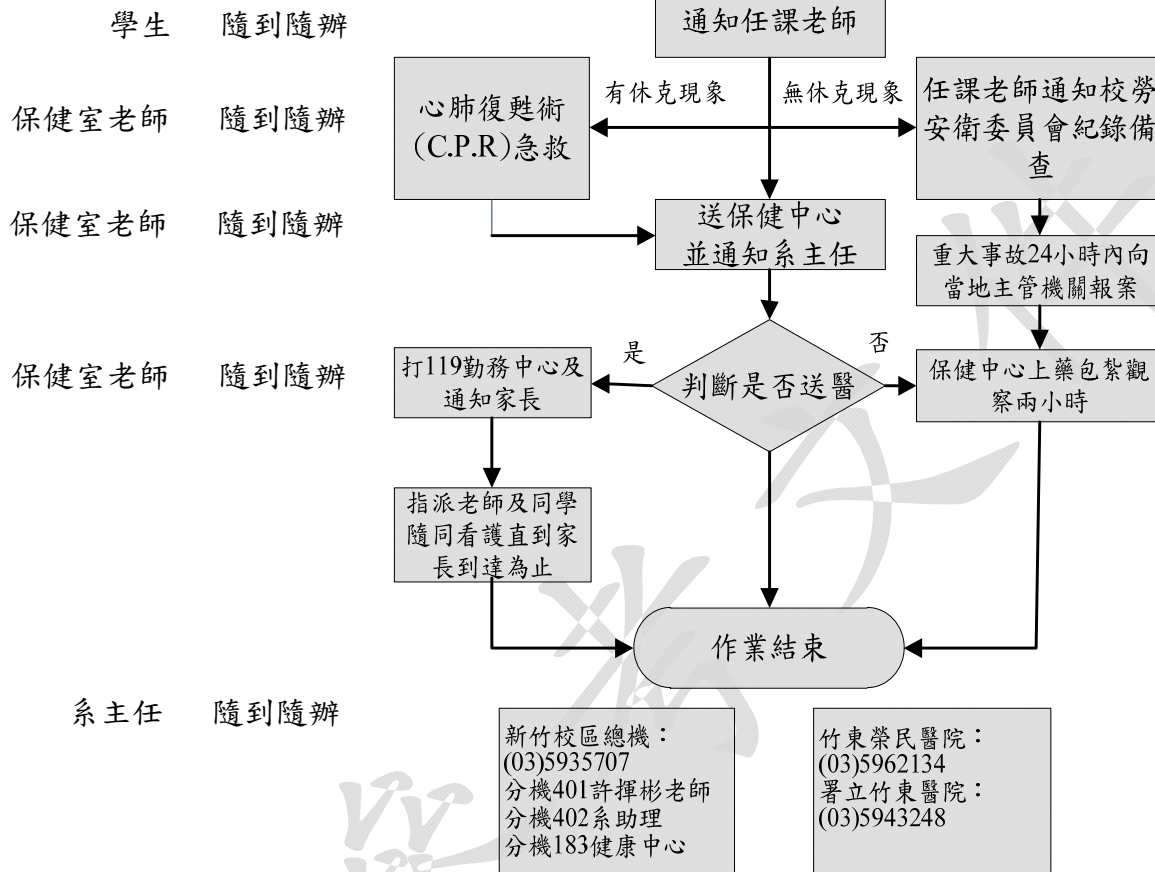 學生 隨到隨辦
通知任課老師
保健室老師 隨到隨辦
心肺復甦術
(C.P.R)急救
有休克現象
無休克現象
任課老師通知校勞
安衛委員會紀錄備
查
保健室老師 隨到隨辦
送保健中心
並通知系主任
重大事故24小時內向
當地主管機關報案
保健室老師 隨到隨辦
打119勤務中心及
通知家長
是
判斷是否送醫
否
保健中心上藥包紮觀
察兩小時
指派老師及同學
隨同看護直到家
長到達為止
作業結束
系主任 隨到隨辦
新竹校區總機：
(03)5935707
分機401許揮彬老師
分機402系助理
分機183健康中心
竹東榮民醫院：
(03)5962134
署立竹東醫院：
(03)5943248